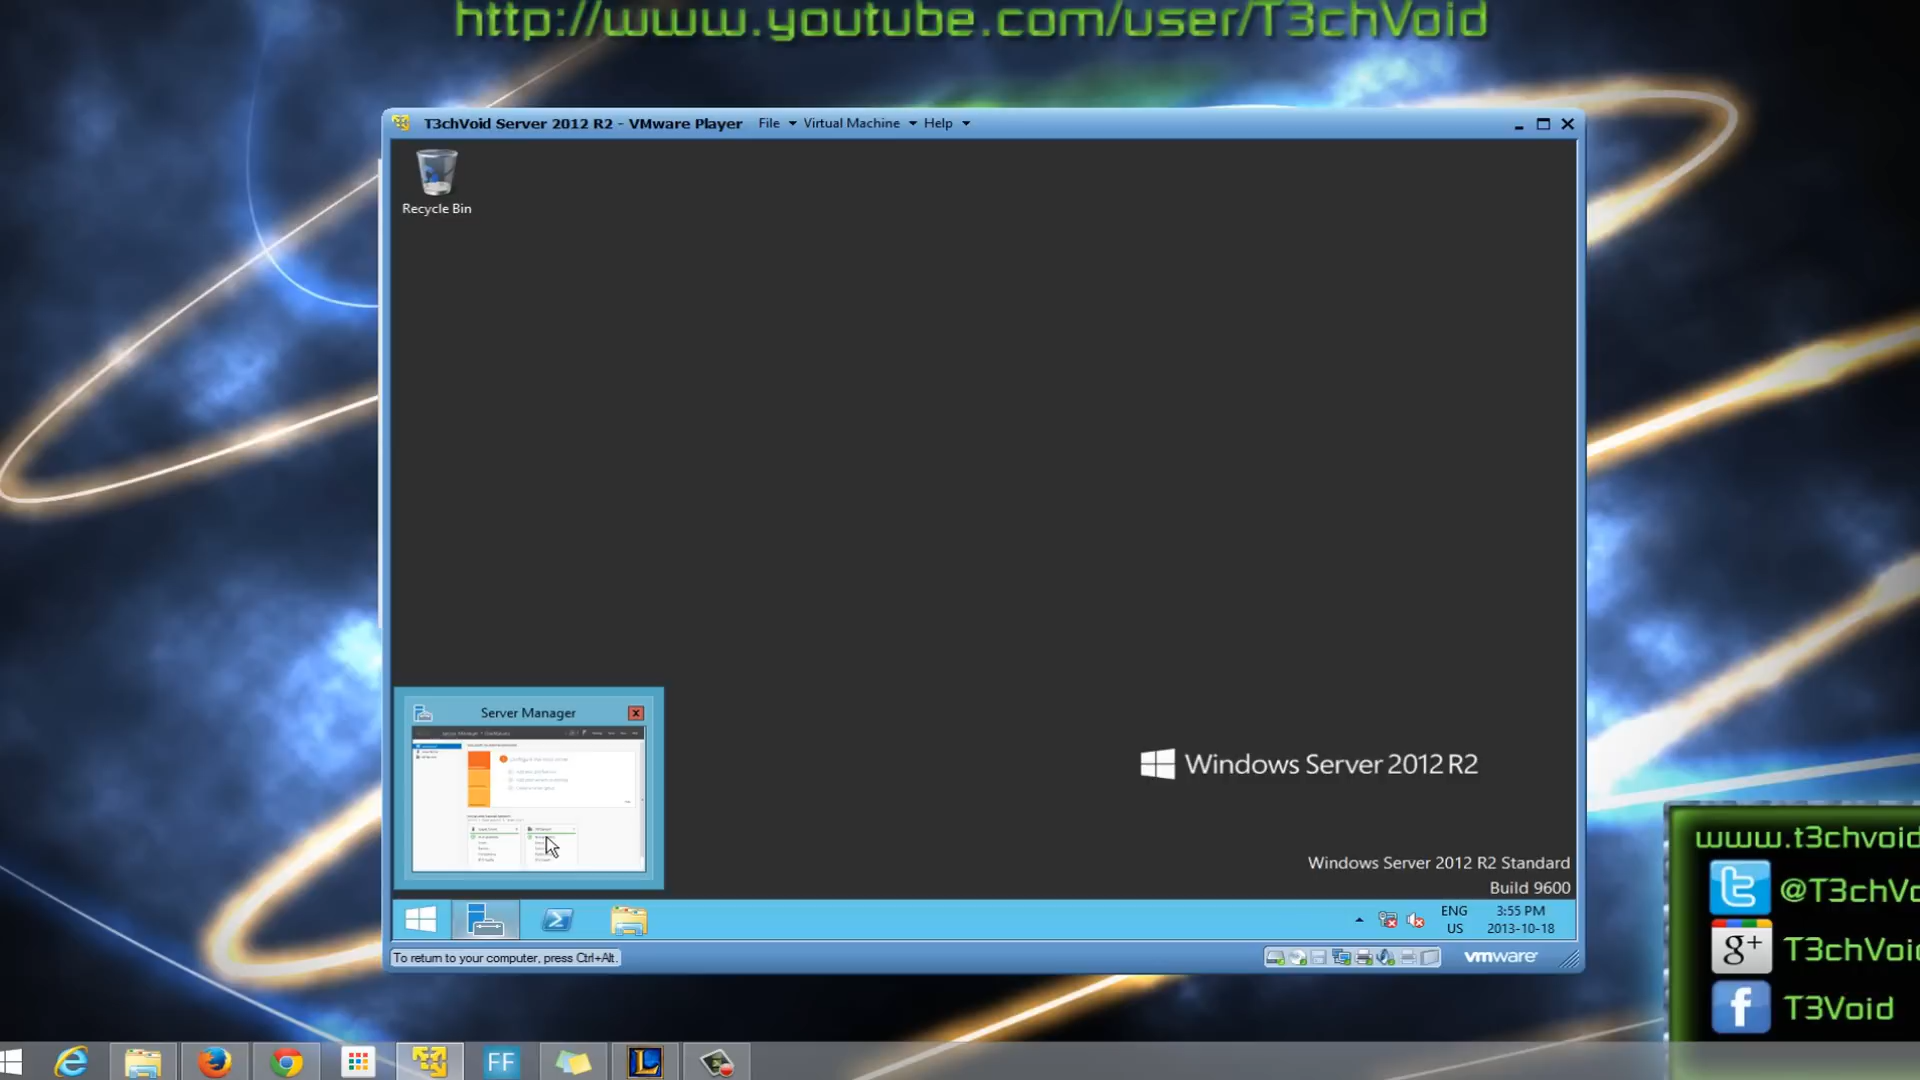 http://www.youtube.com/user/T3chVoid
T3chVoid Server 2012 R2 - VMware Player File Virtual Machine Help
Recycle Bin
Server Manager
Windows Server 2012 R2
Windows Server 2012 R2 Standard
Build 9600
ENG
US
3:55 PM
2013-10-18
To return to your computer, press Ctrl+Alt.
vmware
www.t3chvoid
@T3chVo
T3chVoi
T3Void
FF